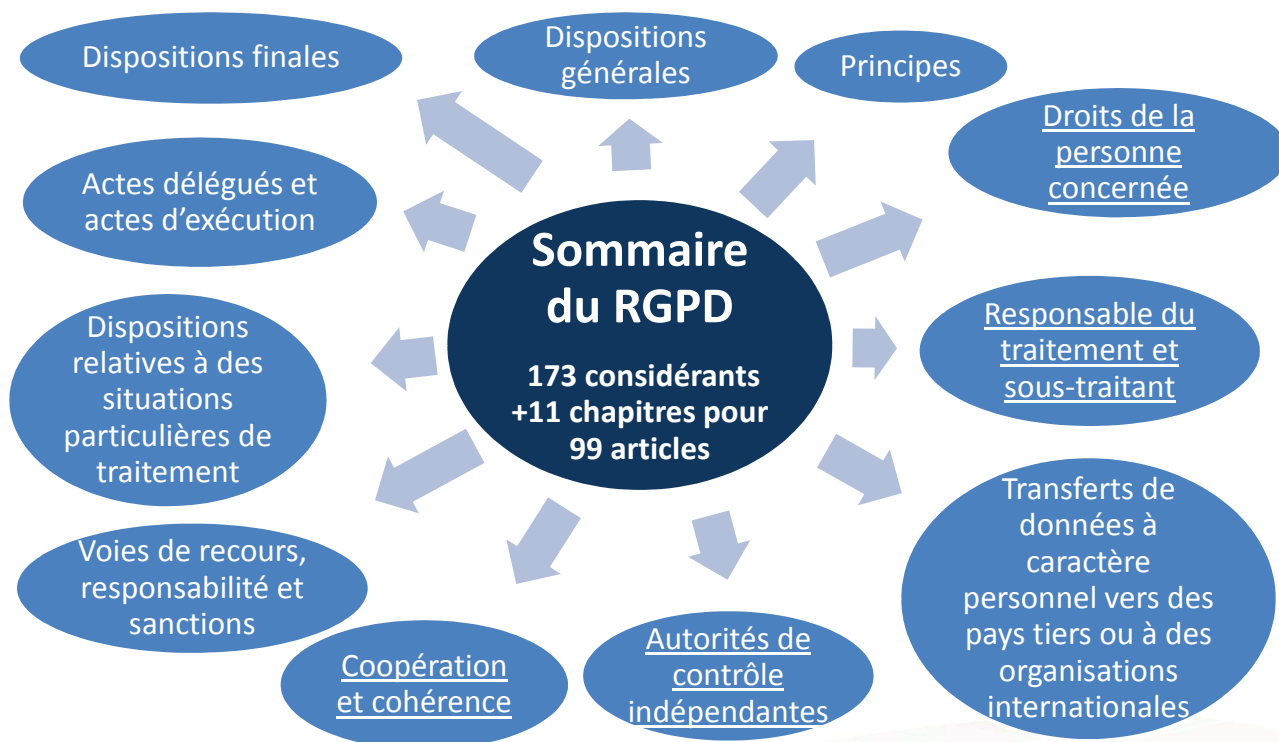 Sommaire
du RGPD
173 considérants
+11 chapitres pour
99 articles
Dispositions
générales
Principes
Droits de la
personne
concernée
Responsable du
traitement et
sous-traitant
Transferts de
données à
caractère
personnel vers des
pays tiers ou à des
organisations
internationales
Autorités de
contrôle
indépendantes
Coopération
et cohérence
Voies de recours,
responsabilité et
sanctions
Dispositions
relatives à des
situations
particulières de
traitement
Actes délégués et
actes d’exécution
Dispositions finales